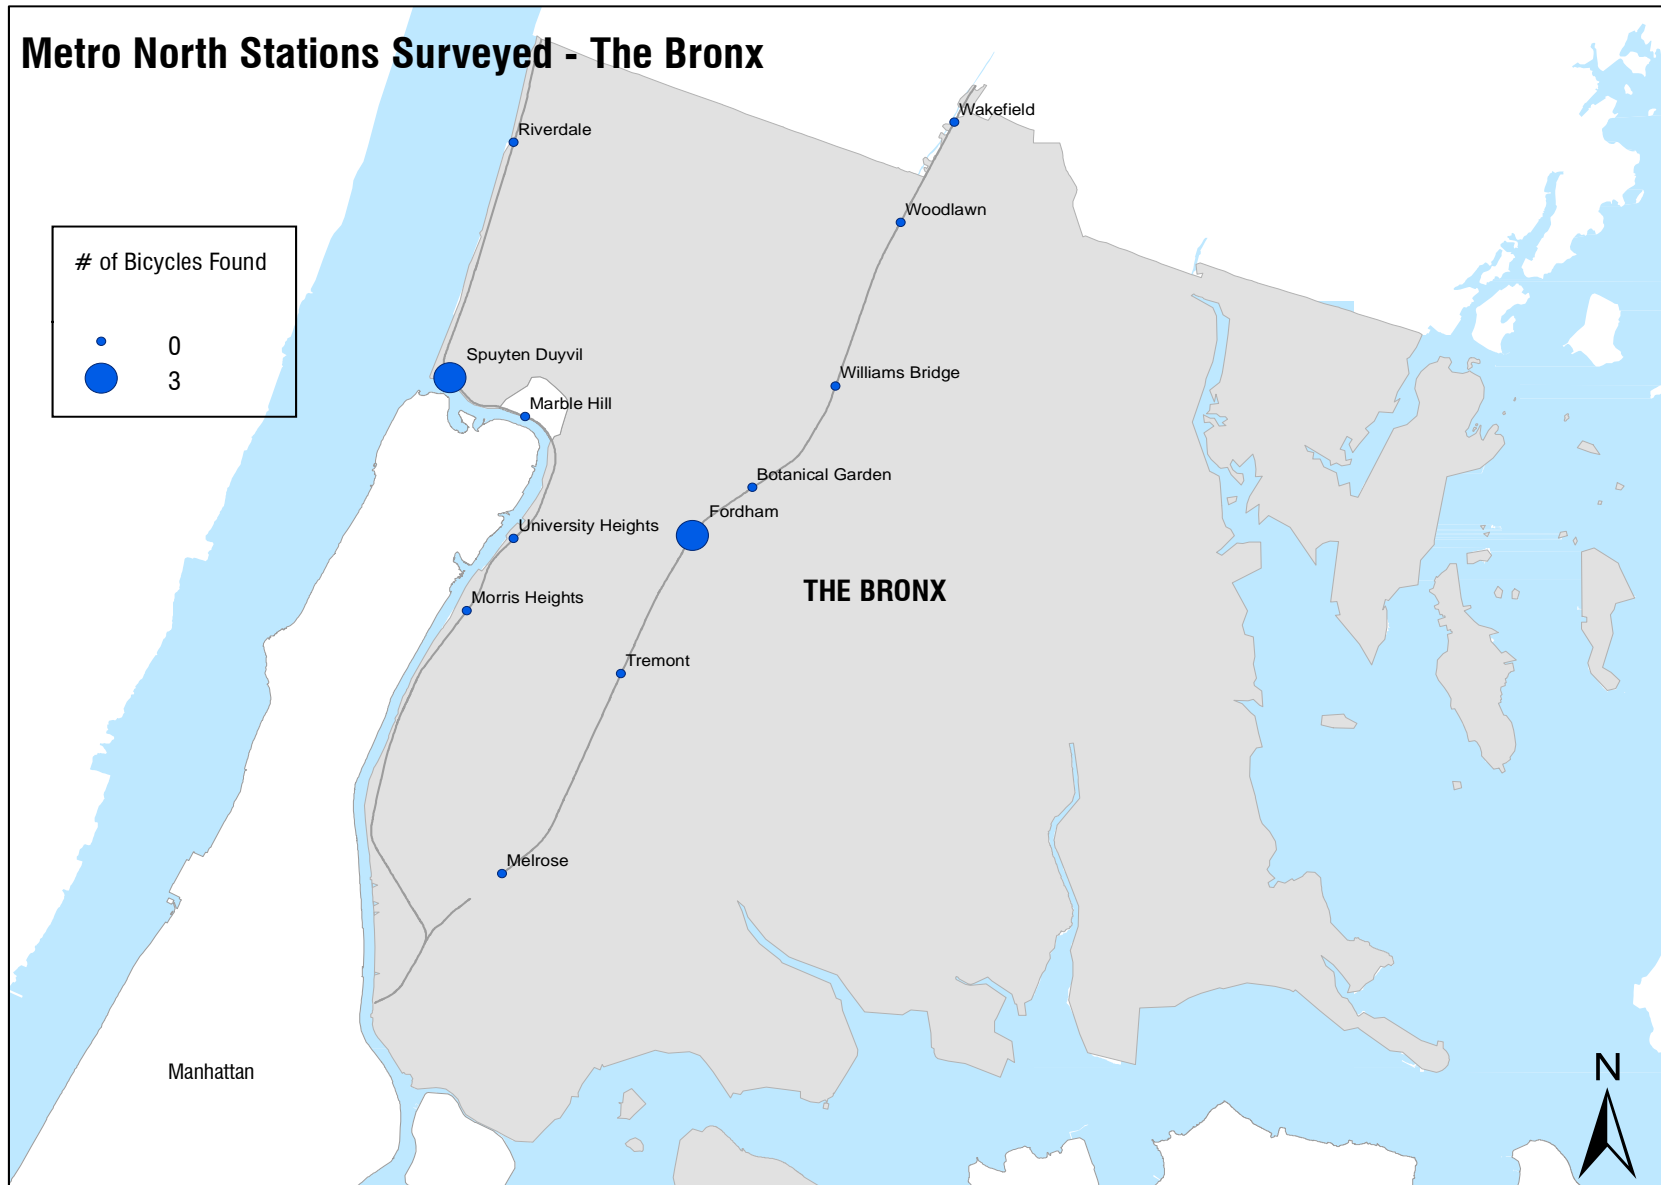 Metro North Stations Surveyed - The Bronx
Wakefield
Riverdale
Woodlawn
# of Bicycles Found
0
3
Spuyten Duyvil
Williams Bridge
Marble Hill
Botanical Garden
Fordham
University Heights
THE BRONX
Morris Heights
Tremont
Melrose
Manhattan
N